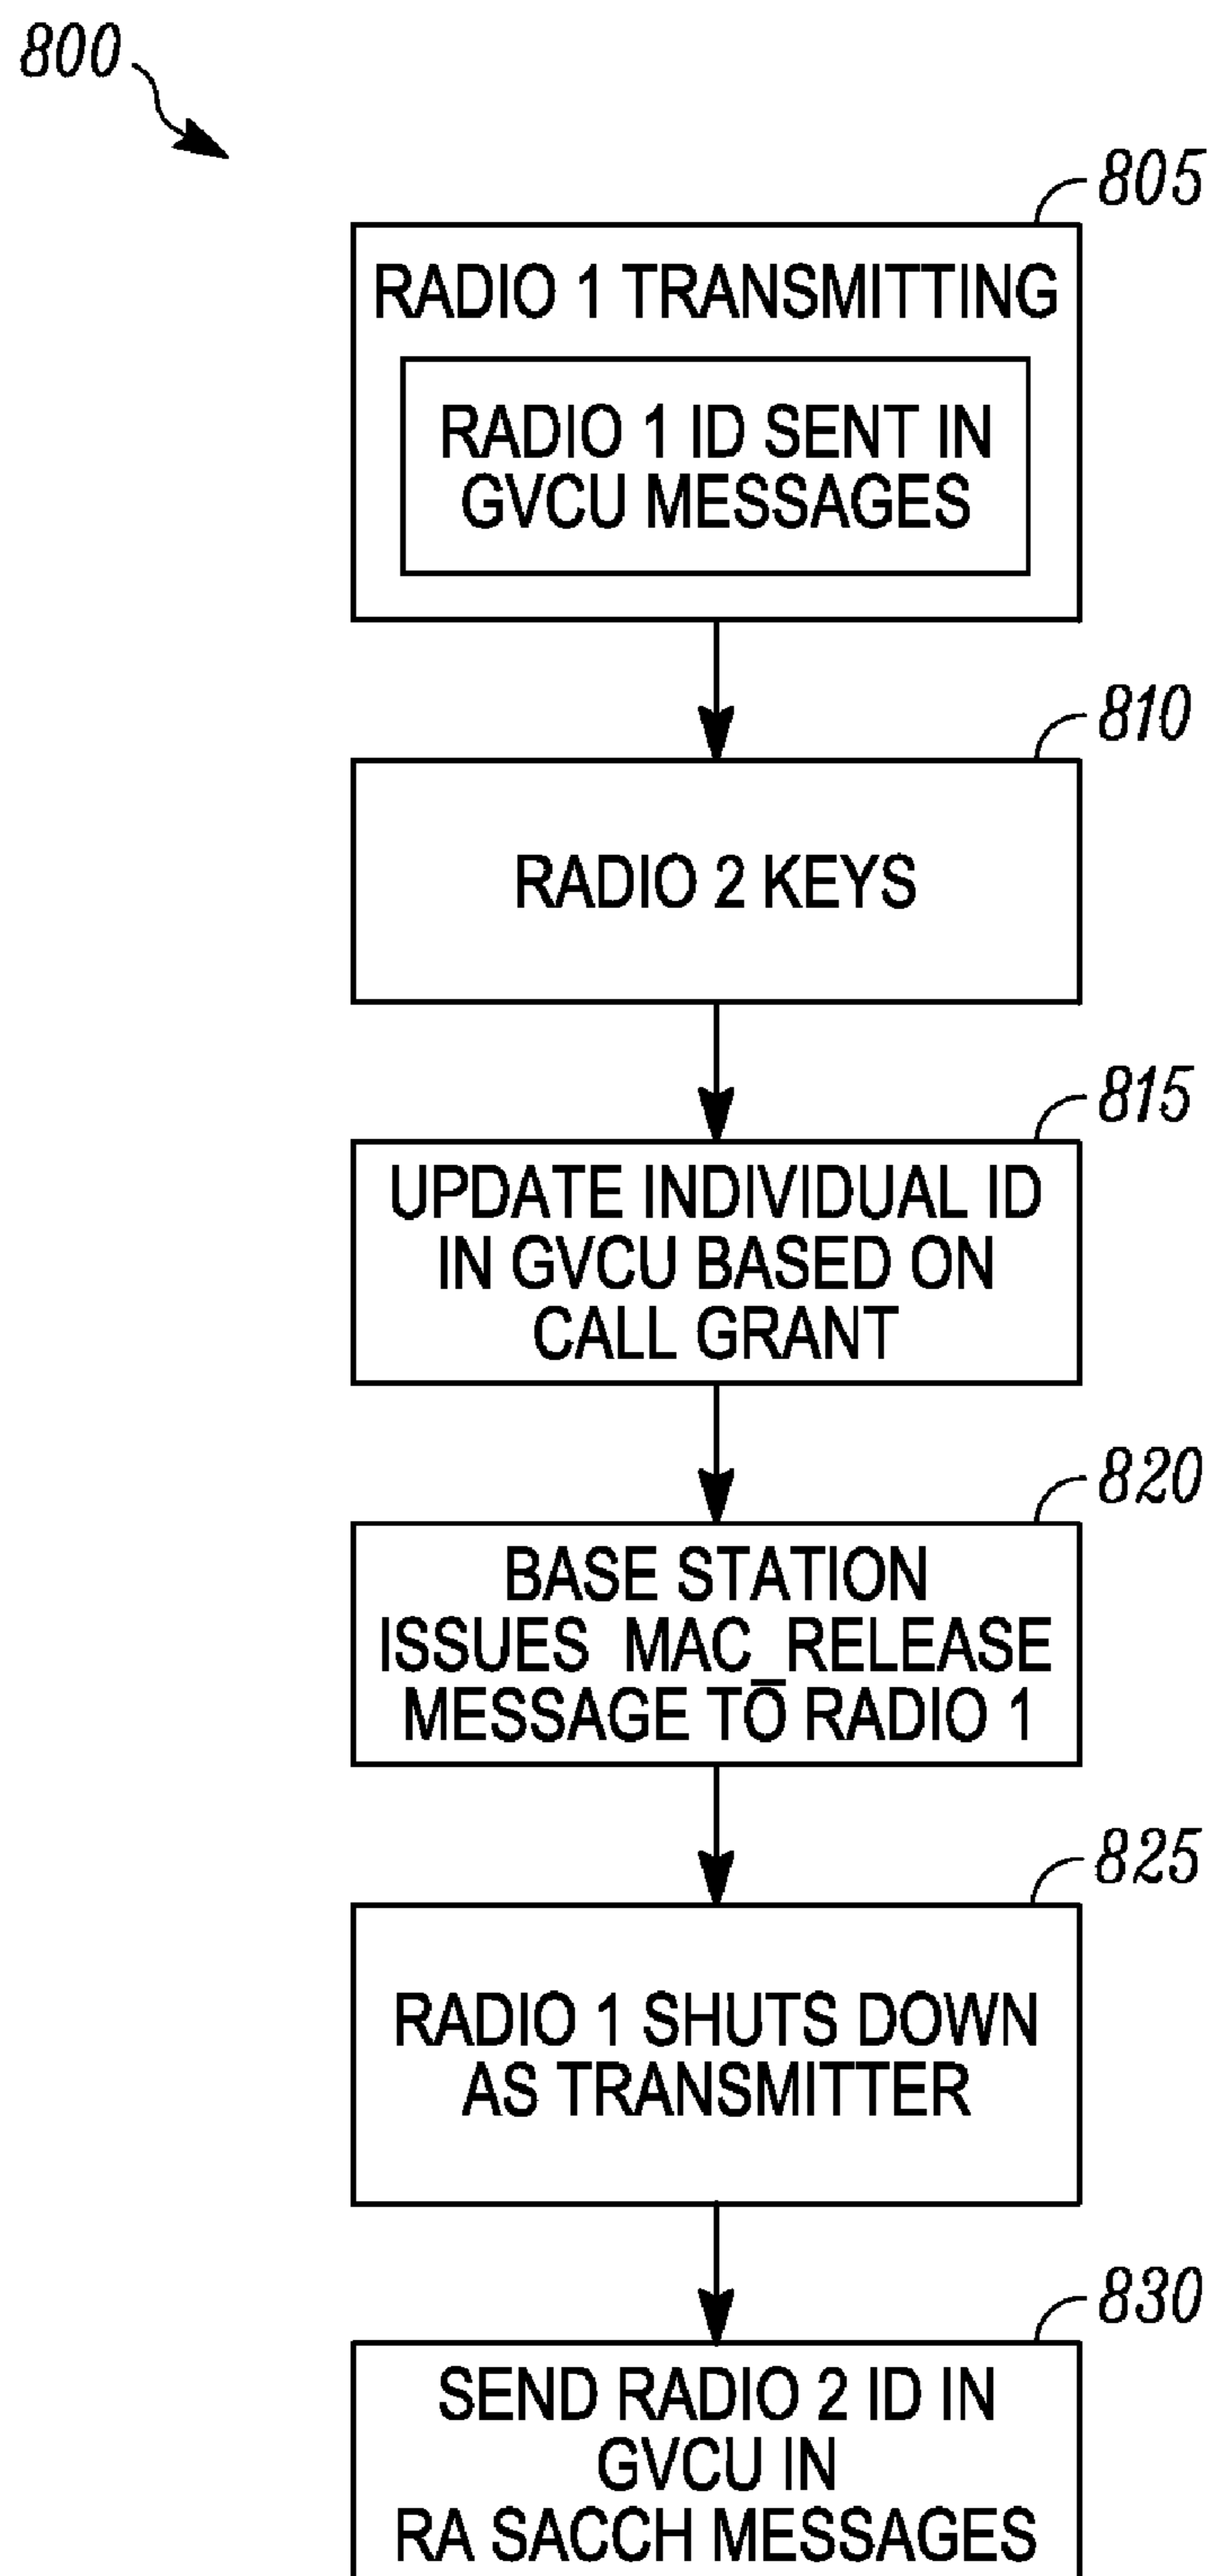 800
805
RADIO 1 TRANSMITTING
RADIO 1 ID SENT IN
GVCU MESSAGES
810
RADIO 2 KEYS
815
UPDATE INDIVIDUAL ID
IN GVCU BASED ON
CALL GRANT
820
BASE STATION
ISSUES MAC_RELEASE
MESSAGE TO RADIO 1
825
RADIO 1 SHUTS DOWN
AS TRANSMITTER
830
SEND RADIO 2 ID IN
GVCU IN
RA SACCH MESSAGES